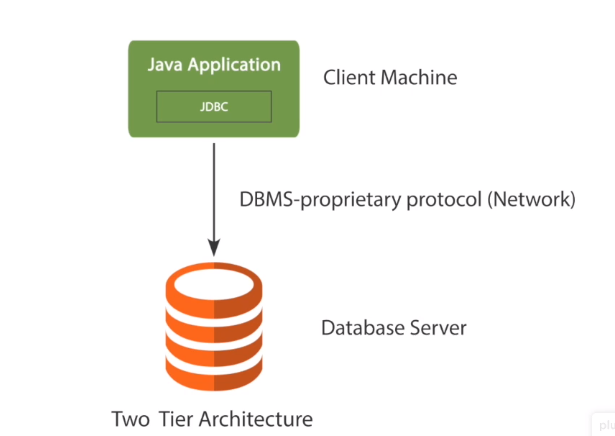 Java Application
Client Machine
JDBC
DBMS-proprietary protocol (Network)
Database Server
Two Tier Architecture